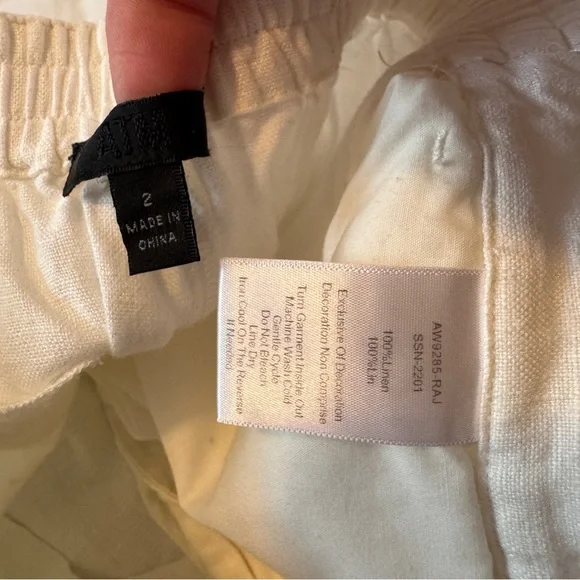 2
MADE IN
CHINA
AW9285-RAJ
SSN-2201
100%Linen
100%Lin
Exclusive Of Decoration
Decoration Non Comprise
Turn Garment Inside Out
Machine Wash Cold
Gentle Cycle
Do Not Bleach
Line Dry
Iron Cool On The Reverse
If Needed